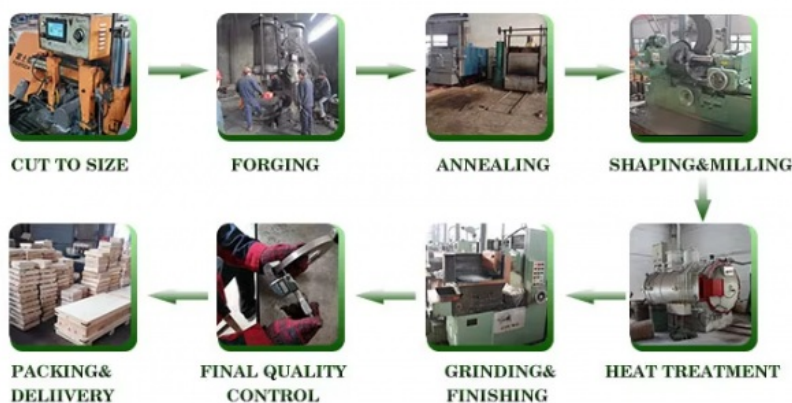 CUT TO SIZE
FORGING
ANNEALING
SHAPING&MILLING
HEAT TREATMENT
GRINDING&
FINISHING
FINAL QUALITY
CONTROL
PACKING&
DELIIVERY